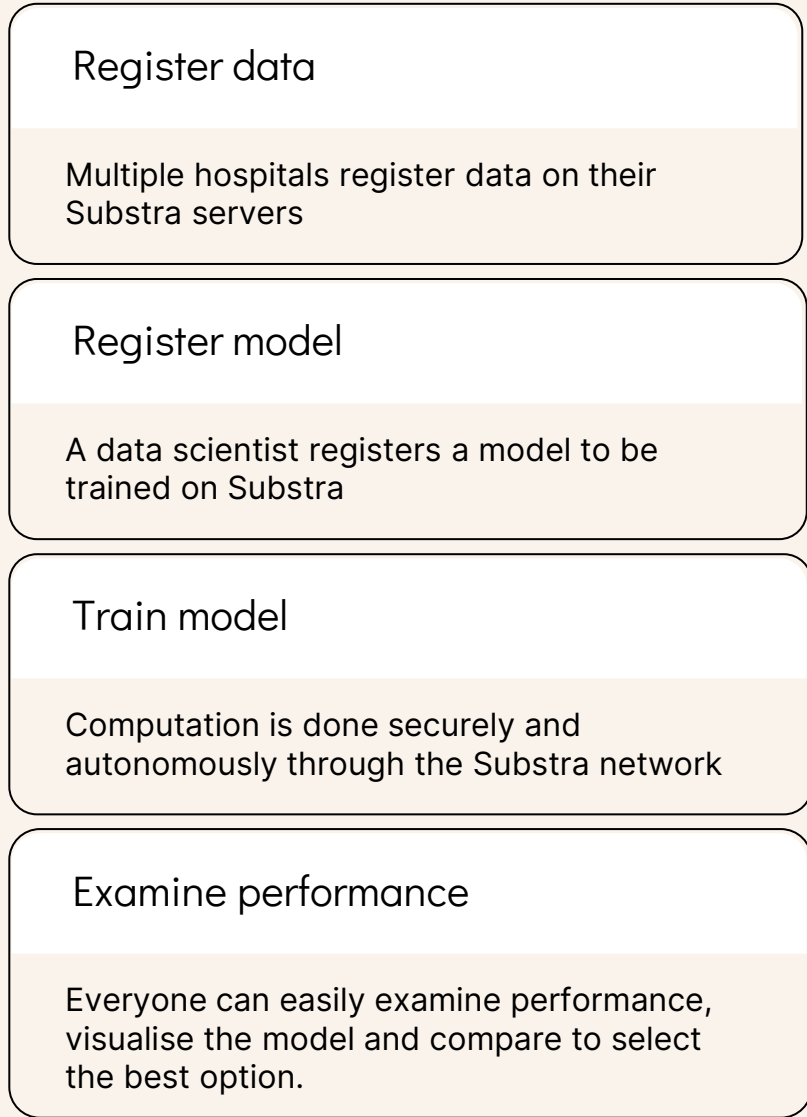 Register data
Multiple hospitals register data on their
Substra servers
Register model
A data scientist registers a model to be
trained on Substra
Train model
Computation is done securely and
autonomously through the Substra network
Examine performance
Everyone can easily examine performance,
visualise the model and compare to select
the best option.